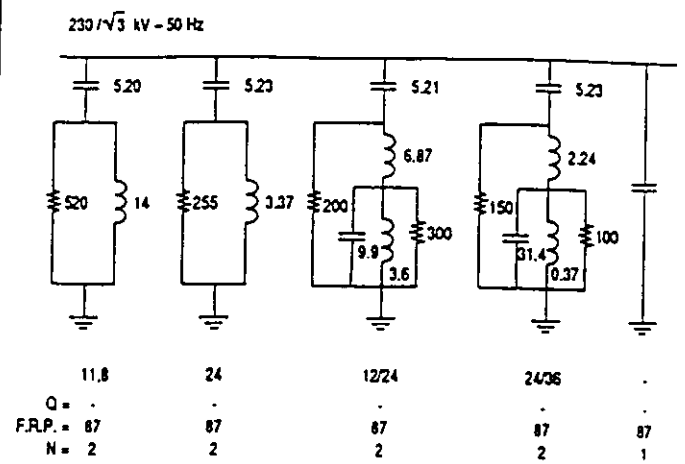 230/√3 kV – 50 Hz
5.20 5.23 5.21 5.23
6.87 2.24
520 14 255 3.37 200 300 150 100
9.9 31.4
3.6 0.37
11,8 24 12/24 24/36 -
Q = - - - -
F.R.P. = 87 87 87 87 87
N = 2 2 2 2 1